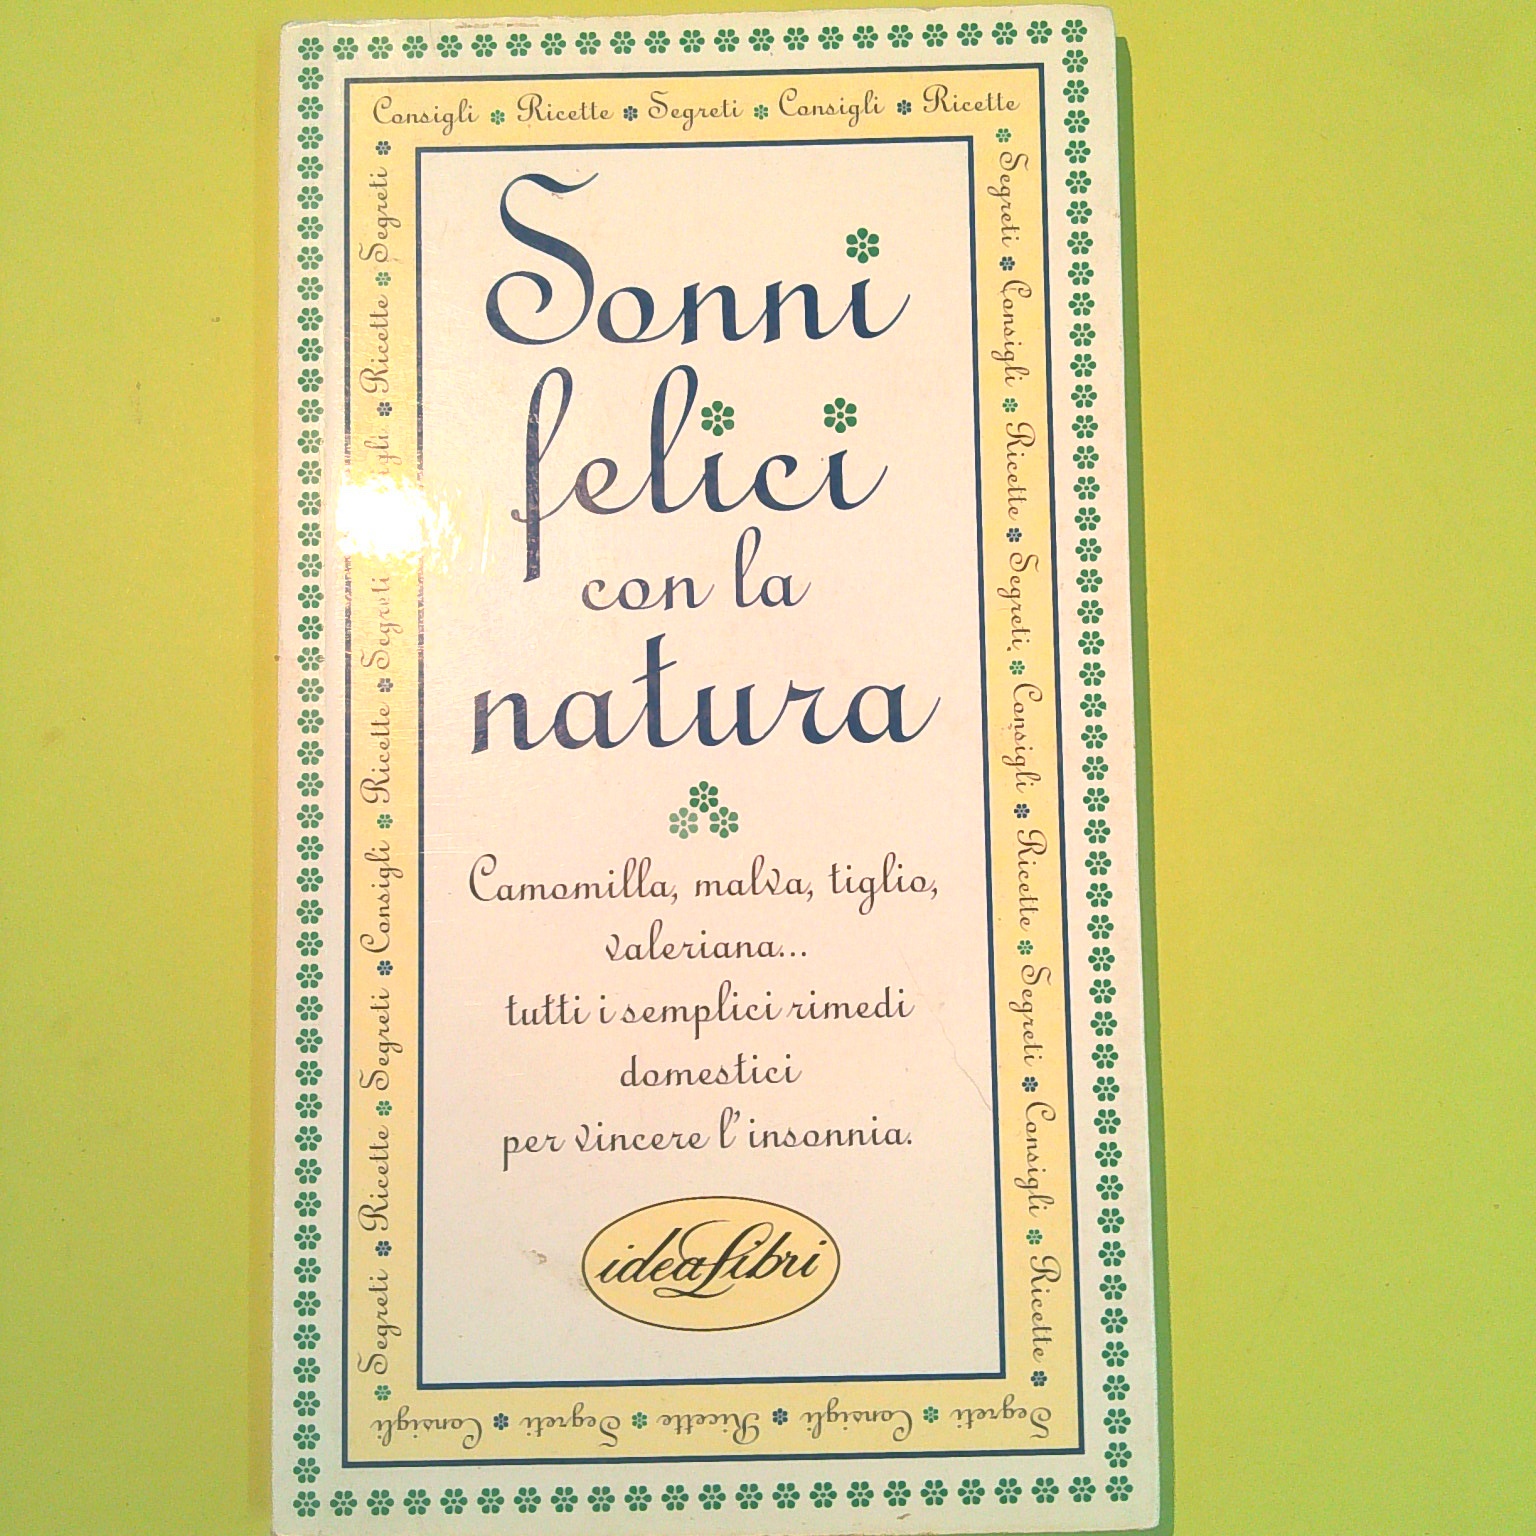 Consigli Ricette Segreti Consigli Ricette
Segreti Consigli Ricette Segreti Consigli Ricette Segreti Consigli Ricette
Segreti Consigli Ricette Segreti Consigli
Segreti Ricette Segreti Consigli Ricette Segreti Ricette Segreti
Sonni
felici
con la
natura
Camomilla, malva, tiglio,
valeriana...
tutti i semplici rimedi
domestici
per vincere l'insonnia.
ideaLibri